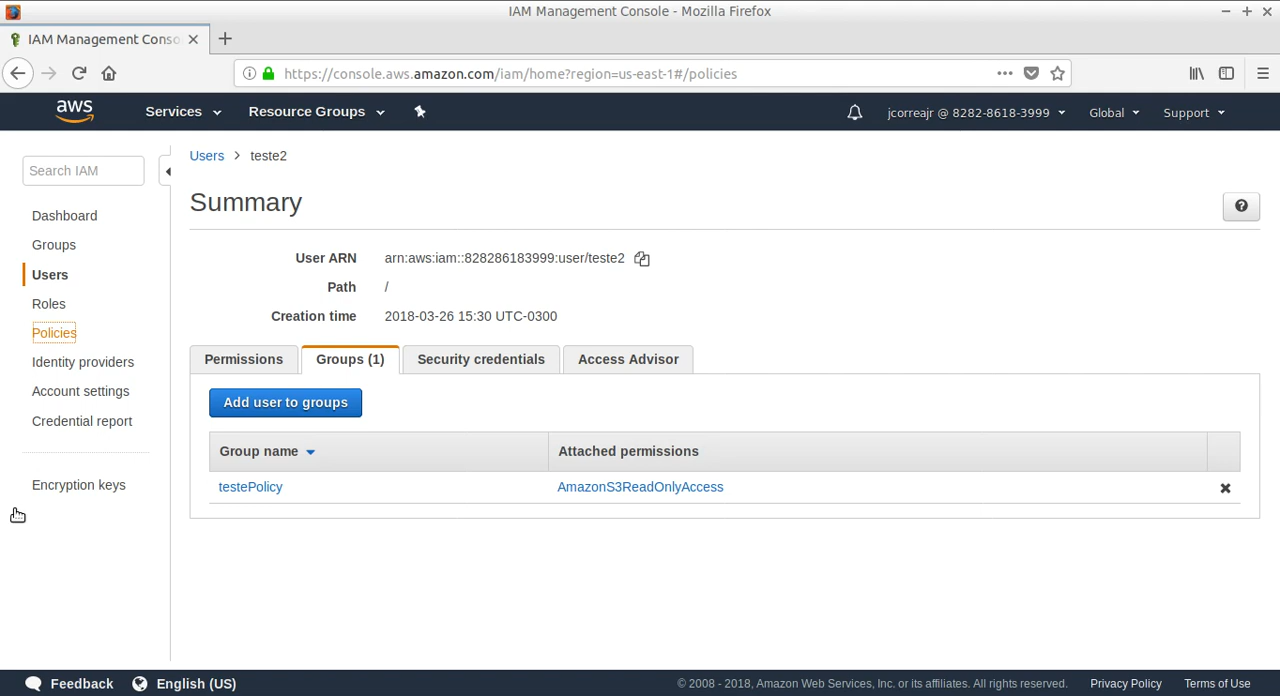 IAM Management Console - Mozilla Firefox
IAM Management Conso
https://console.aws.amazon.com/iam/home?region=us-east-1#/policies
aws Services Resource Groups jcorreajr @ 8282-8618-3999 Global Support
Search IAM
Dashboard
Groups
Users
Roles
Policies
Identity providers
Account settings
Credential report
Encryption keys
Users > teste2
Summary
User ARN arn:aws:iam::828286183999:user/teste2
Path /
Creation time 2018-03-26 15:30 UTC-0300
Permissions Groups (1) Security credentials Access Advisor
Add user to groups
Group name Attached permissions
testePolicy AmazonS3ReadOnlyAccess
Feedback English (US) © 2008 - 2018, Amazon Web Services, Inc. or its affiliates. All rights reserved. Privacy Policy Terms of Use